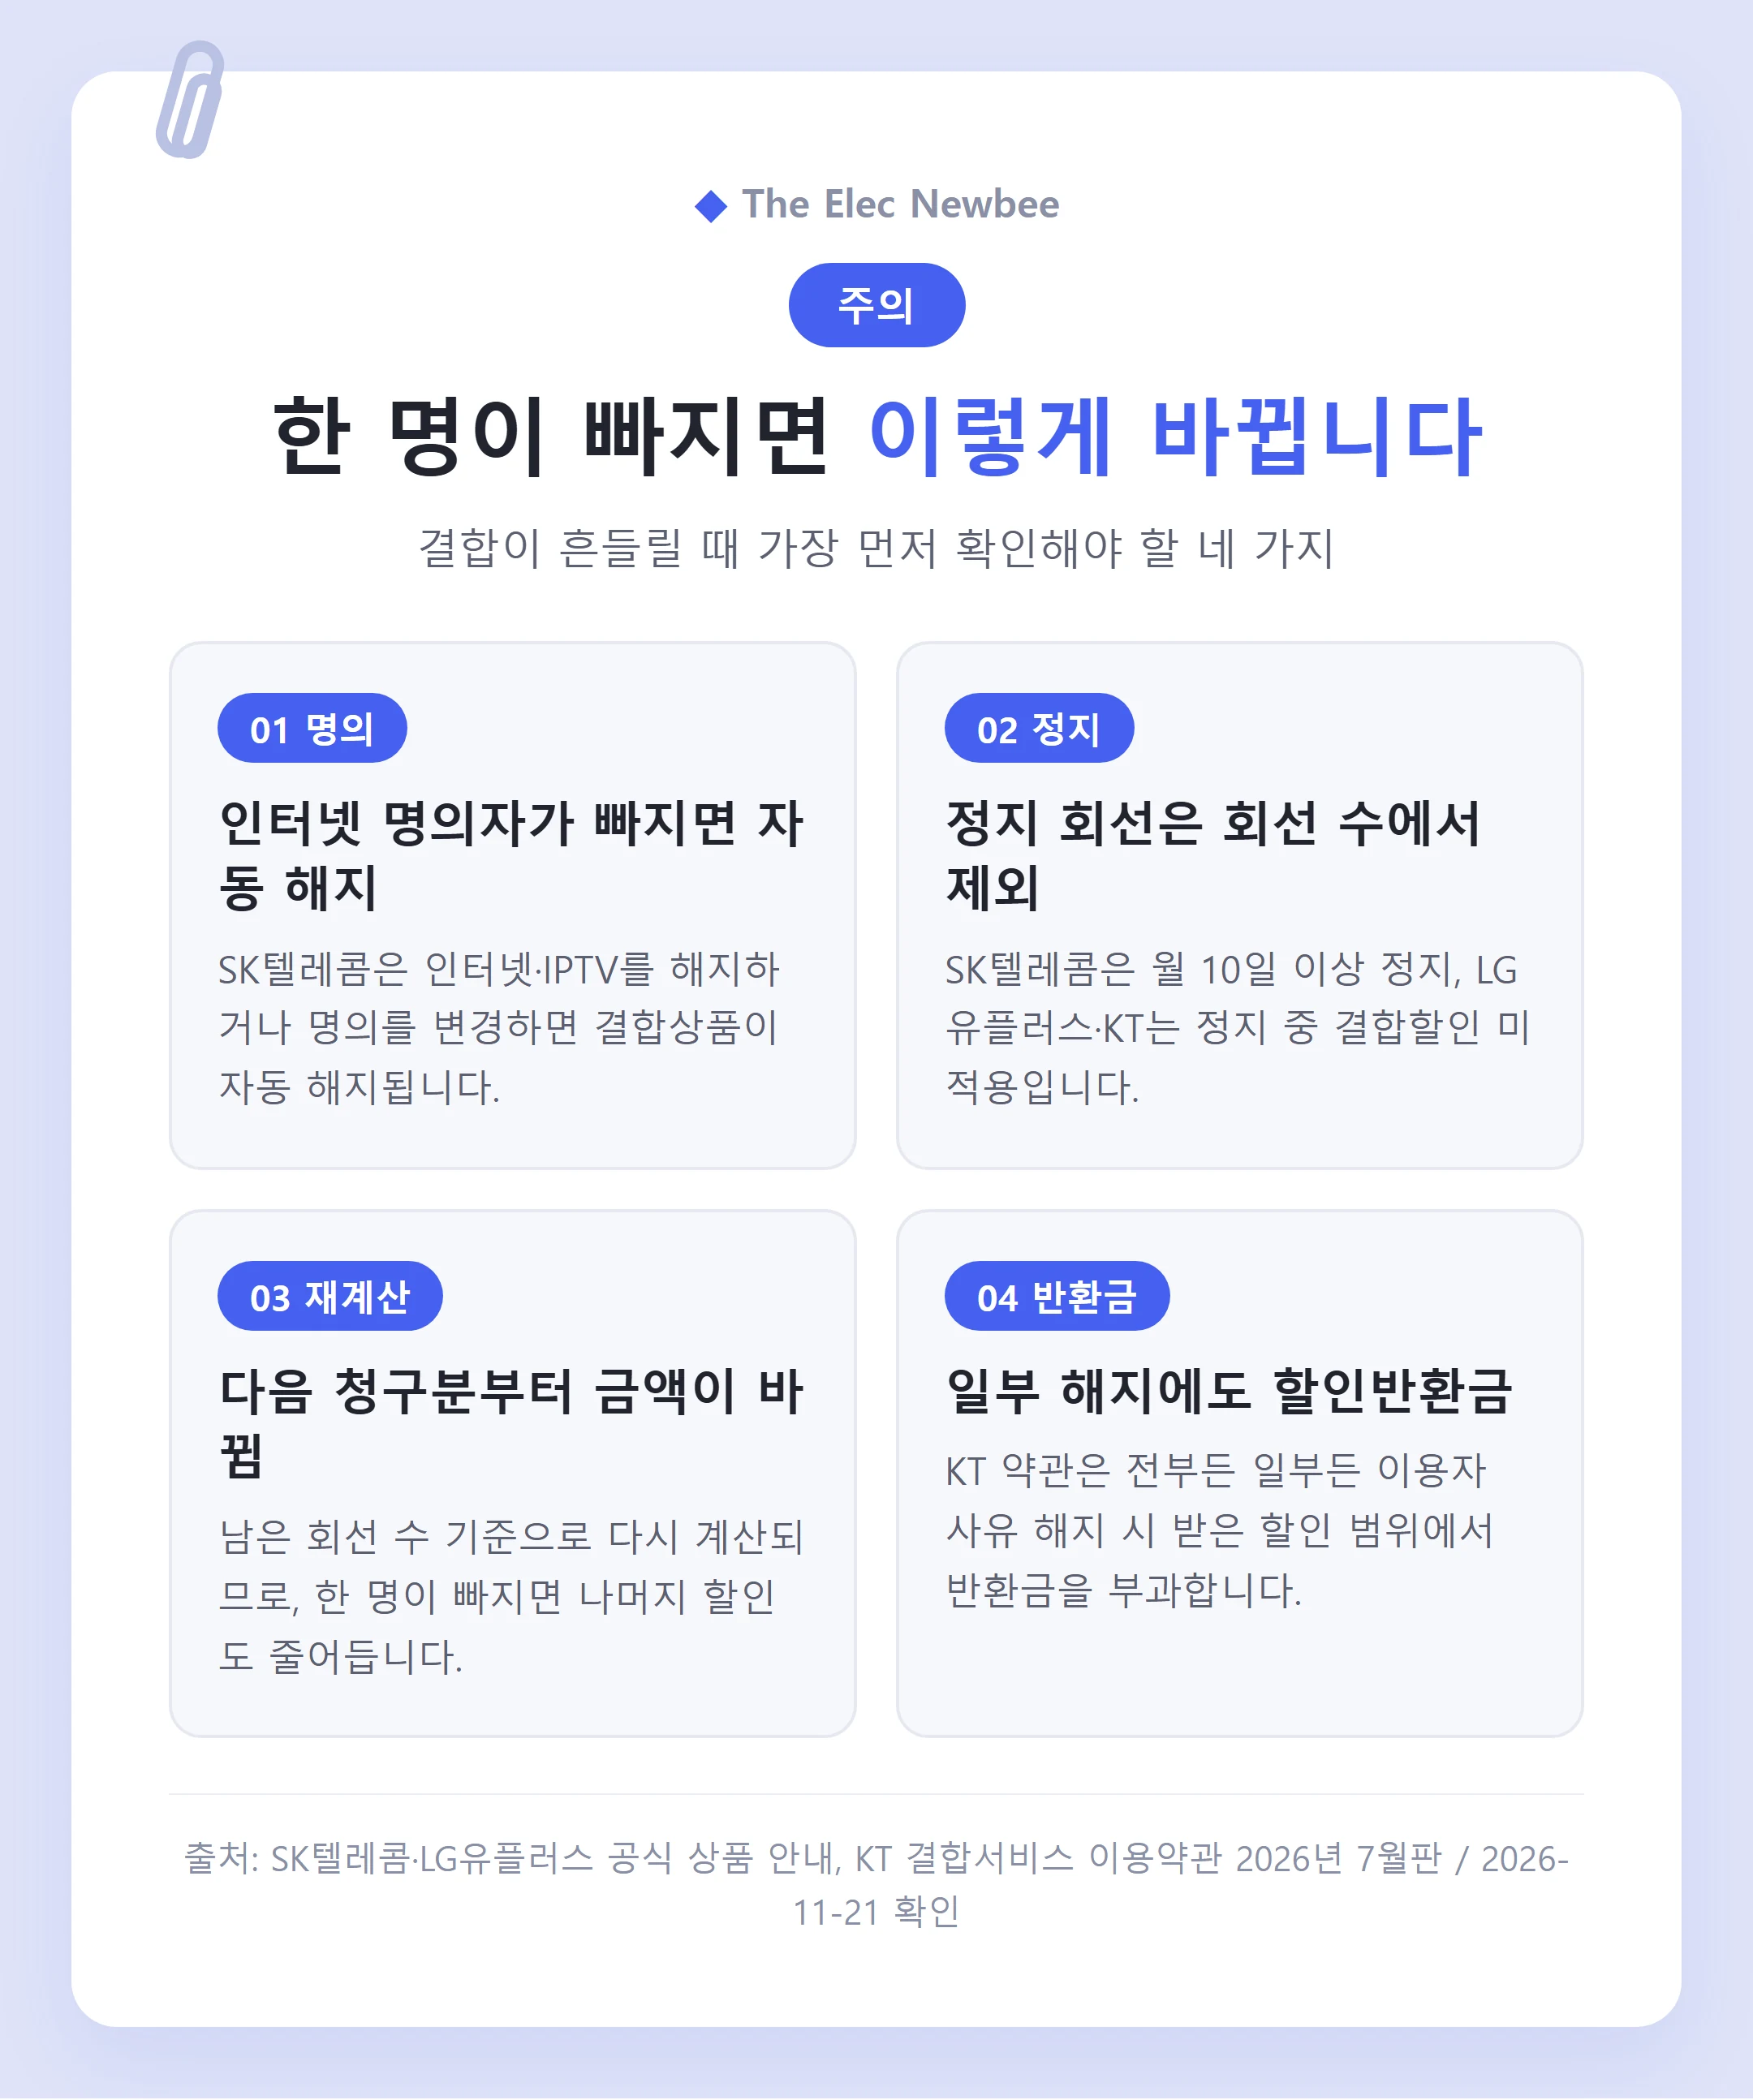 The Elec Newbee
주의
한 명이 빠지면 이렇게 바뀝니다
결합이 흔들릴 때 가장 먼저 확인해야 할 네 가지
01 명의
인터넷 명의자가 빠지면 자
동 해지
SK텔레콤은 인터넷·IPTV를 해지하
거나 명의를 변경하면 결합상품이
자동 해지됩니다.
02 정지
정지 회선은 회선 수에서
제외
SK텔레콤은 월 10일 이상 정지, LG
유플러스·KT는 정지 중 결합할인 미
적용입니다.
03 재계산
다음 청구분부터 금액이 바
뀜
남은 회선 수 기준으로 다시 계산되
므로, 한 명이 빠지면 나머지 할인
도 줄어듭니다.
04 반환금
일부 해지에도 할인반환금
KT 약관은 전부든 일부든 이용자
사유 해지 시 받은 할인 범위에서
반환금을 부과합니다.
출처: SK텔레콤·LG유플러스 공식 상품 안내, KT 결합서비스 이용약관 2026년 7월판 / 2026-
11-21 확인